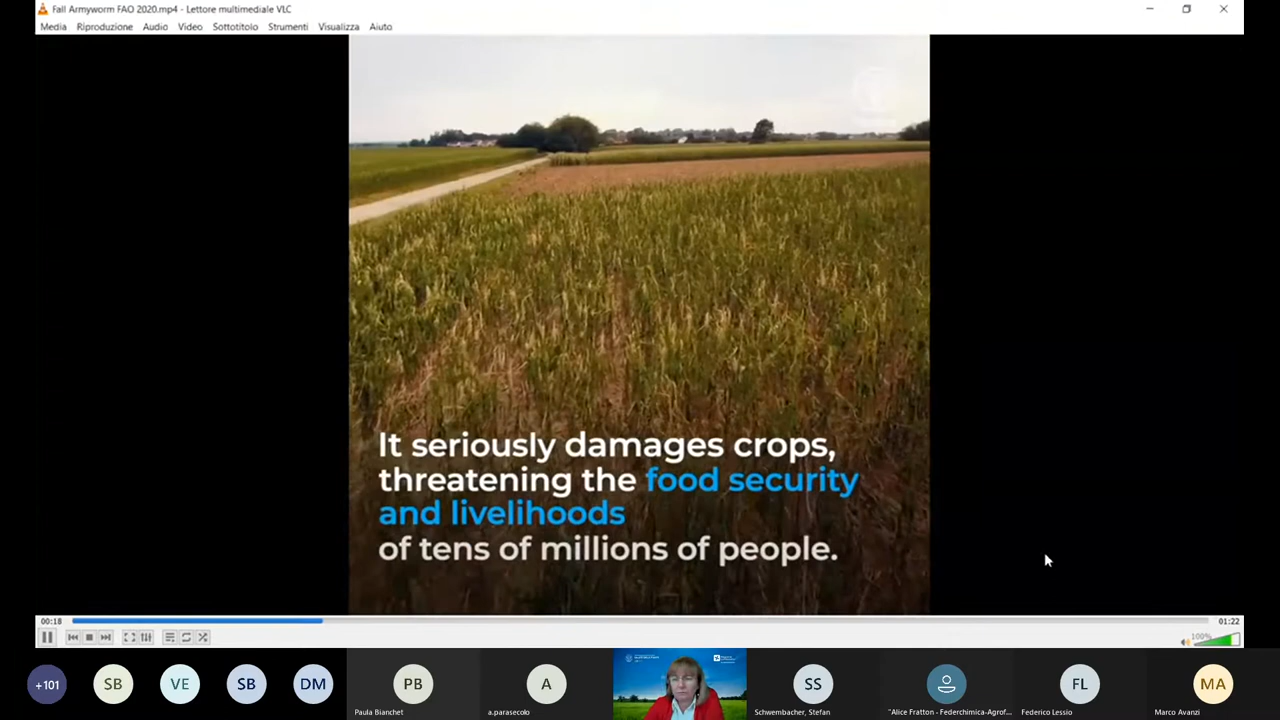 Fall Armyworm FAO 2020.mp4 - Lettore multimediale VLC
Media Riproduzione Audio Video Sottotitolo Strumenti Visualizza Aiuto
It seriously damages crops,
threatening the food security
and livelihoods
of tens of millions of people.
00:18
01:22
100%
+101
SB
VE
SB
DM
PB
A
SS
FL
MA
Paula Bianchet
a.parasecolo
Schwembacher, Stefan
"Alice Fratton - Federchimica-Agrof...
Federico Lessio
Marco Avanzi